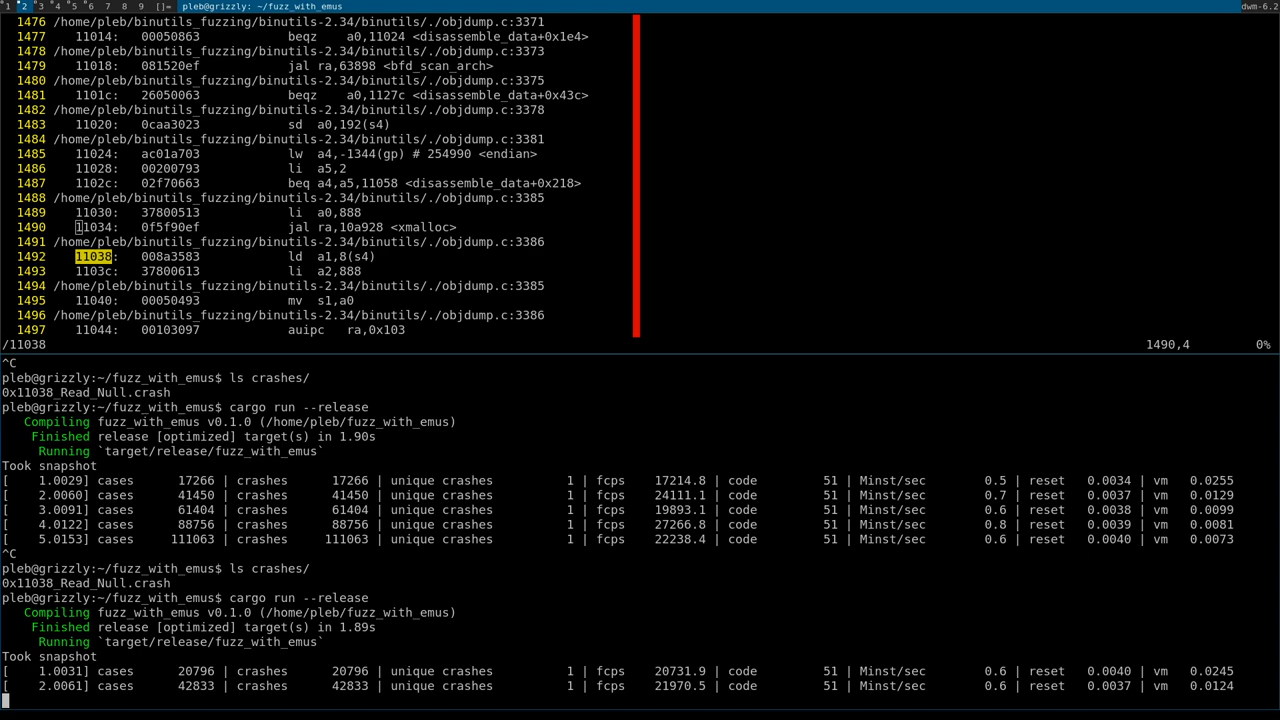 1 2 3 4 5 6 7 8 9 []= pleb@grizzly: ~/fuzz_with_emus dwm-6.2
1476 /home/pleb/binutils_fuzzing/binutils-2.34/binutils/./objdump.c:3371
1477 11014: 00050863 beqz a0,11024 <disassemble_data+0x1e4>
1478 /home/pleb/binutils_fuzzing/binutils-2.34/binutils/./objdump.c:3373
1479 11018: 081520ef jal ra,63898 <bfd_scan_arch>
1480 /home/pleb/binutils_fuzzing/binutils-2.34/binutils/./objdump.c:3375
1481 1101c: 26050063 beqz a0,1127c <disassemble_data+0x43c>
1482 /home/pleb/binutils_fuzzing/binutils-2.34/binutils/./objdump.c:3378
1483 11020: 0caa3023 sd a0,192(s4)
1484 /home/pleb/binutils_fuzzing/binutils-2.34/binutils/./objdump.c:3381
1485 11024: ac01a703 lw a4,-1344(gp) # 254990 <endian>
1486 11028: 00200793 li a5,2
1487 1102c: 02f70663 beq a4,a5,11058 <disassemble_data+0x218>
1488 /home/pleb/binutils_fuzzing/binutils-2.34/binutils/./objdump.c:3385
1489 11030: 37800513 li a0,888
1490 11034: 0f5f90ef jal ra,10a928 <xmalloc>
1491 /home/pleb/binutils_fuzzing/binutils-2.34/binutils/./objdump.c:3386
1492 11038: 008a3583 ld a1,8(s4)
1493 1103c: 37800613 li a2,888
1494 /home/pleb/binutils_fuzzing/binutils-2.34/binutils/./objdump.c:3385
1495 11040: 00050493 mv s1,a0
1496 /home/pleb/binutils_fuzzing/binutils-2.34/binutils/./objdump.c:3386
1497 11044: 00103097 auipc ra,0x103
/11038 1490,4 0%
^C
pleb@grizzly:~/fuzz_with_emus$ ls crashes/
0x11038_Read_Null.crash
pleb@grizzly:~/fuzz_with_emus$ cargo run --release
Compiling fuzz_with_emus v0.1.0 (/home/pleb/fuzz_with_emus)
Finished release [optimized] target(s) in 1.90s
Running `target/release/fuzz_with_emus`
Took snapshot
[ 1.0029] cases 17266 | crashes 17266 | unique crashes 1 | fcps 17214.8 | code 51 | Minst/sec 0.5 | reset 0.0034 | vm 0.0255
[ 2.0060] cases 41450 | crashes 41450 | unique crashes 1 | fcps 24111.1 | code 51 | Minst/sec 0.7 | reset 0.0037 | vm 0.0129
[ 3.0091] cases 61404 | crashes 61404 | unique crashes 1 | fcps 19893.1 | code 51 | Minst/sec 0.6 | reset 0.0038 | vm 0.0099
[ 4.0122] cases 88756 | crashes 88756 | unique crashes 1 | fcps 27266.8 | code 51 | Minst/sec 0.8 | reset 0.0039 | vm 0.0081
[ 5.0153] cases 111063 | crashes 111063 | unique crashes 1 | fcps 22238.4 | code 51 | Minst/sec 0.6 | reset 0.0040 | vm 0.0073
^C
pleb@grizzly:~/fuzz_with_emus$ ls crashes/
0x11038_Read_Null.crash
pleb@grizzly:~/fuzz_with_emus$ cargo run --release
Compiling fuzz_with_emus v0.1.0 (/home/pleb/fuzz_with_emus)
Finished release [optimized] target(s) in 1.89s
Running `target/release/fuzz_with_emus`
Took snapshot
[ 1.0031] cases 20796 | crashes 20796 | unique crashes 1 | fcps 20731.9 | code 51 | Minst/sec 0.6 | reset 0.0040 | vm 0.0245
[ 2.0061] cases 42833 | crashes 42833 | unique crashes 1 | fcps 21970.5 | code 51 | Minst/sec 0.6 | reset 0.0037 | vm 0.0124